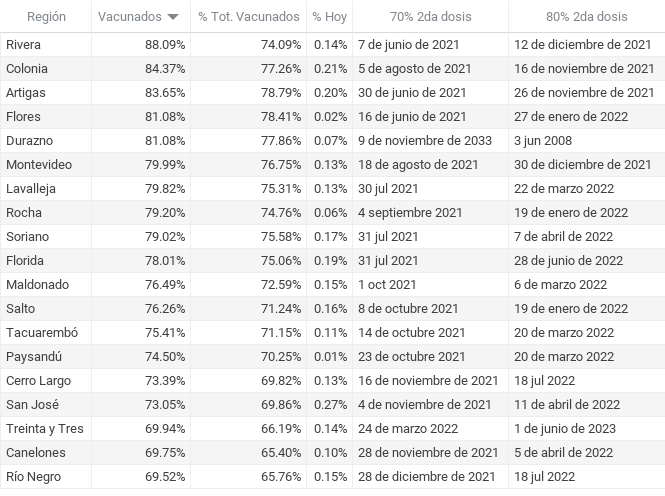 Región Vacunados % Tot. Vacunados % Hoy 70% 2da dosis 80% 2da dosis
Rivera 88.09% 74.09% 0.14% 7 de junio de 2021 12 de diciembre de 2021
Colonia 84.37% 77.26% 0.21% 5 de agosto de 2021 16 de noviembre de 2021
Artigas 83.65% 78.79% 0.20% 30 de junio de 2021 26 de noviembre de 2021
Flores 81.08% 78.41% 0.02% 16 de junio de 2021 27 de enero de 2022
Durazno 81.08% 77.86% 0.07% 9 de noviembre de 2033 3 jun 2008
Montevideo 79.99% 76.75% 0.13% 18 de agosto de 2021 30 de diciembre de 2021
Lavalleja 79.82% 75.31% 0.13% 30 jul 2021 22 de marzo 2022
Rocha 79.20% 74.76% 0.06% 4 septiembre 2021 19 de enero de 2022
Soriano 79.02% 75.58% 0.17% 31 jul 2021 7 de abril de 2022
Florida 78.01% 75.06% 0.19% 31 jul 2021 28 de junio de 2022
Maldonado 76.49% 72.59% 0.15% 1 oct 2021 6 de marzo 2022
Salto 76.26% 71.24% 0.16% 8 de octubre 2021 19 de enero de 2022
Tacuarembó 75.41% 71.15% 0.11% 14 de octubre 2021 20 de marzo 2022
Paysandú 74.50% 70.25% 0.01% 23 de octubre 2021 20 de marzo 2022
Cerro Largo 73.39% 69.82% 0.13% 16 de noviembre de 2021 18 jul 2022
San José 73.05% 69.86% 0.27% 4 de noviembre de 2021 11 de abril de 2022
Treinta y Tres 69.94% 66.19% 0.14% 24 de marzo 2022 1 de junio de 2023
Canelones 69.75% 65.40% 0.10% 28 de noviembre de 2021 5 de abril de 2022
Río Negro 69.52% 65.76% 0.15% 28 de diciembre de 2021 18 jul 2022